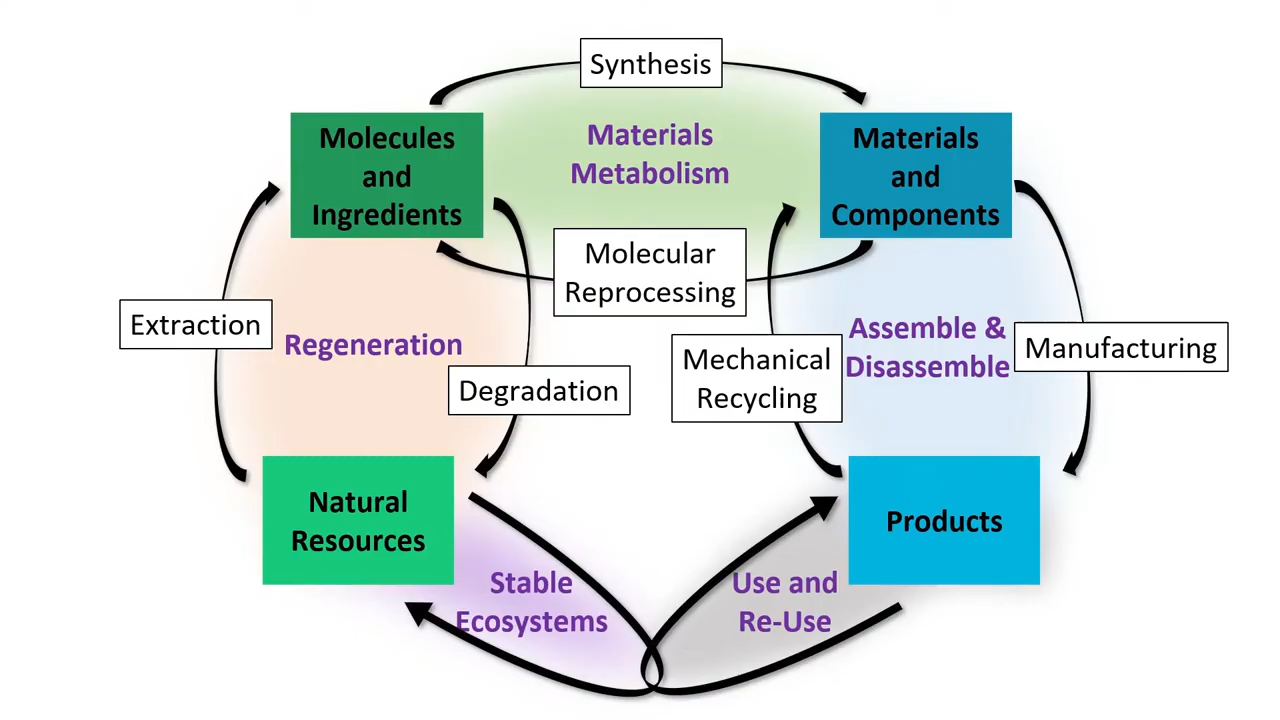 Synthesis
Molecules
and
Ingredients
Materials
Metabolism
Materials
and
Components
Molecular
Reprocessing
Extraction
Regeneration
Degradation
Mechanical
Recycling
Assemble &
Disassemble
Manufacturing
Natural
Resources
Products
Stable
Ecosystems
Use and
Re-Use